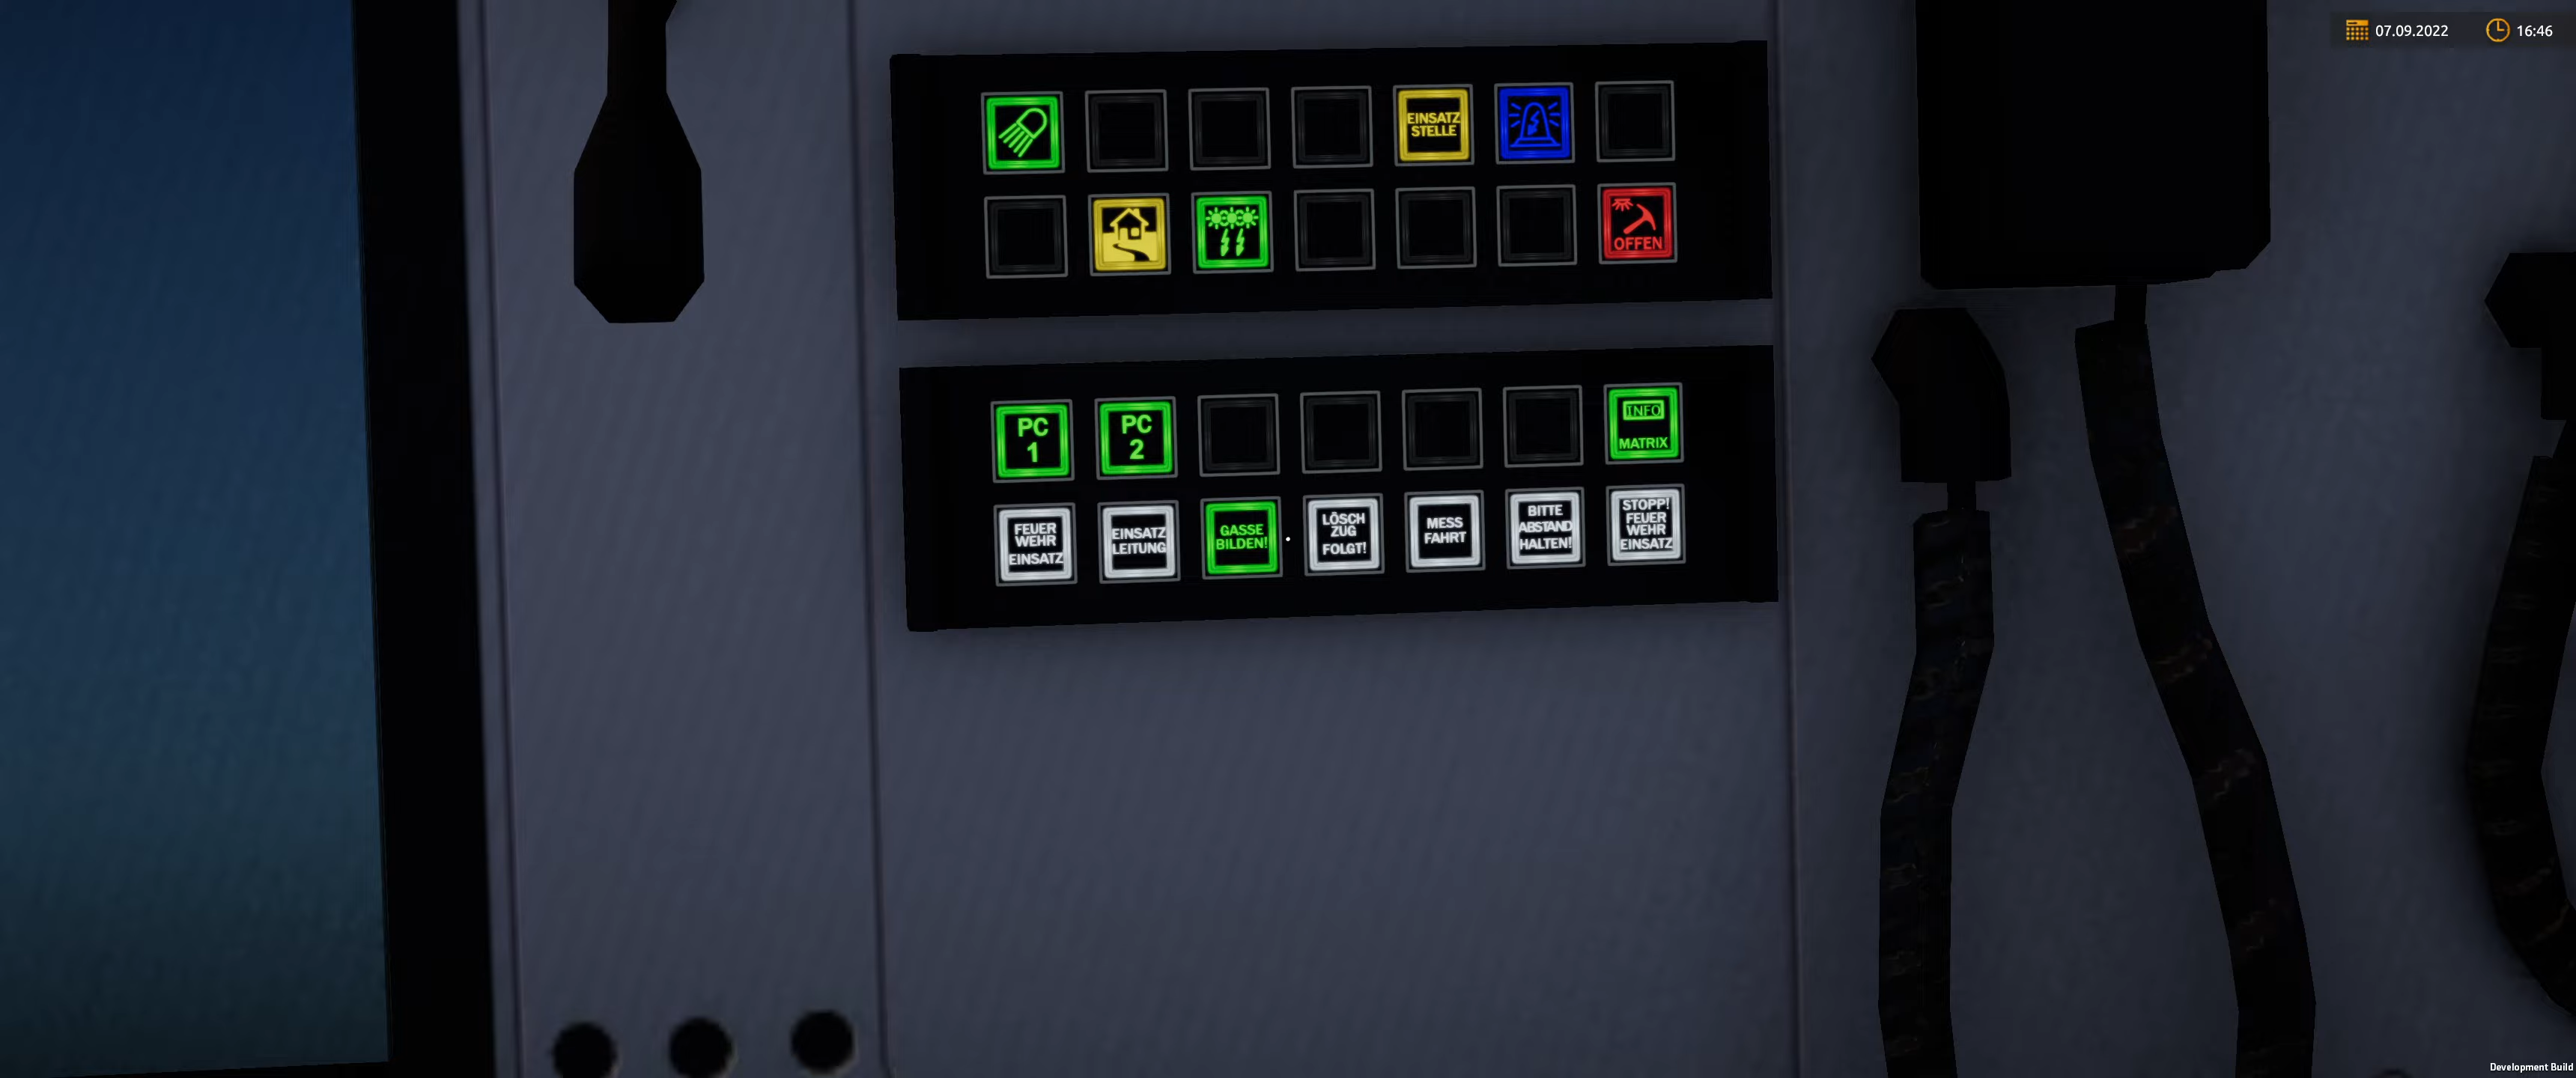 07.09.2022 16:46
EINSATZ
STELLE
OFFEN
PC
1
PC
2
INFO
MATRIX
FEUER
WEHR
EINSATZ
EINSATZ
LEITUNG
GASSE
BILDEN!
LÖSCH
ZUG
FOLGT!
MESS
FAHRT
BITTE
ABSTAND
HALTEN!
STOPP!
FEUER
WEHR
EINSATZ
Development Build